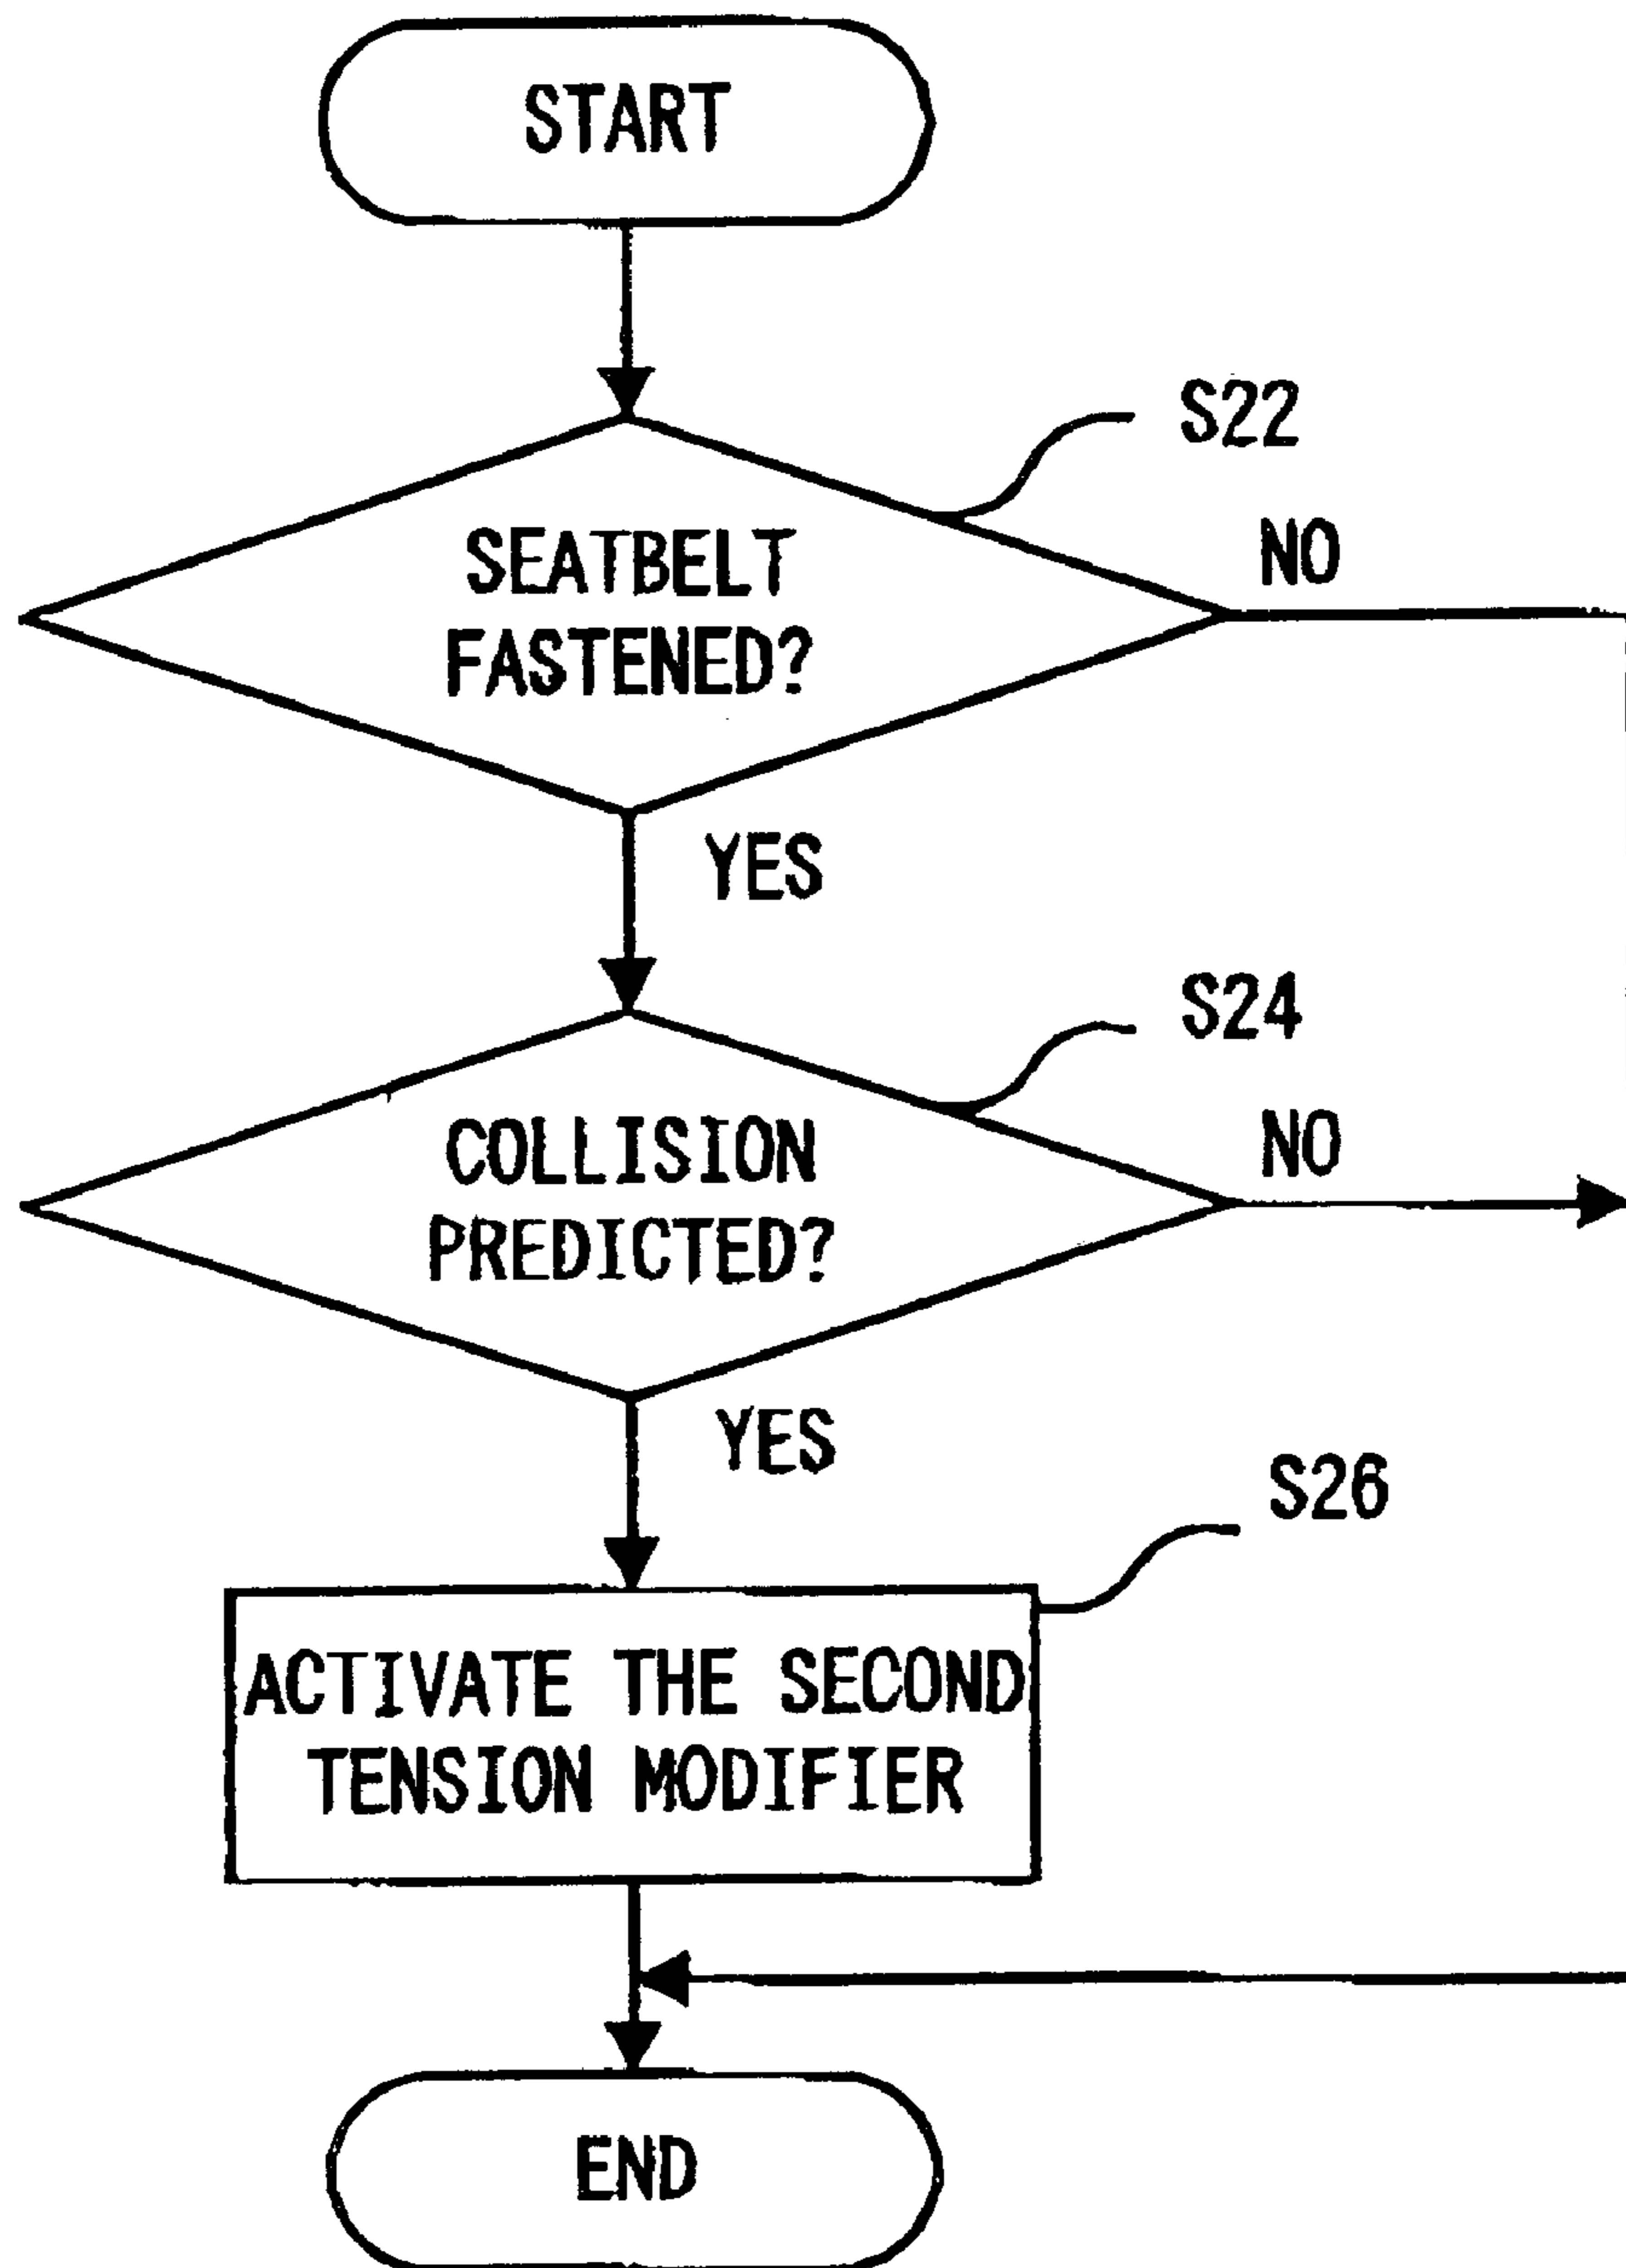 START
S22
SEATBELT
FASTENED?
NO
YES
S24
COLLISION
PREDICTED?
NO
YES
S26
ACTIVATE THE SECOND
TENSION MODIFIER
END